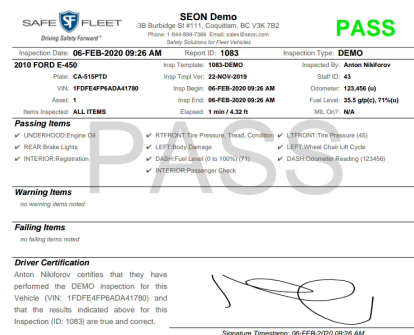 SAFE FLEET
Driving Safety Forward™
SEON Demo
3B Burbidge St #111, Coquitlam, BC V3K 7B2
Phone: 1-844-899-7366 Email: sales@seon.com
Safety Solutions for Fleet Vehicles
PASS
Inspection Date: 06-FEB-2020 09:26 AM Report ID: 1083 Inspection Type: DEMO
2010 FORD E-450 Insp Template: 1083-DEMO Inspected By: Anton Nikiforov
Plate: CA-515PTD Insp Tmpl Ver: 22-NOV-2019 Staff ID: 43
VIN: 1FDFE4FP6ADA41780 Insp Begin: 06-FEB-2020 09:26 AM Odometer: 123,456 (u)
Asset: 1 Insp End: 06-FEB-2020 09:26 AM Fuel Level: 35.5 g/p(c), 71% (u)
Items Inspected: ALL ITEMS Elapsed: 1 min / 4.32 ft MIL On?: N/A
Passing Items
✔ UNDERHOOD:Engine Oil ✔ RTFRONT:Tire Pressure, Tread, Condition ✔ LTFRONT:Tire Pressure (45)
✔ REAR:Brake Lights ✔ LEFT:Body Damage ✔ LEFT:Wheel Chair Lift Cycle
✔ INTERIOR:Registration ✔ DASH:Fuel Level (0 to 100%) (71) ✔ DASH:Odometer Reading (123456)
✔ INTERIOR:Passenger Check
PASS
Warning Items
no warning items noted
Failing Items
no failing items noted
Driver Certification
Anton Nikiforov certifies that they have
performed the DEMO inspection for this
Vehicle (VIN: 1FDFE4FP6ADA41780) and
that the results indicated above for this
Inspection (ID: 1083) are true and correct.
Signature Timestamp: 06-FEB-2020 09:26 AM